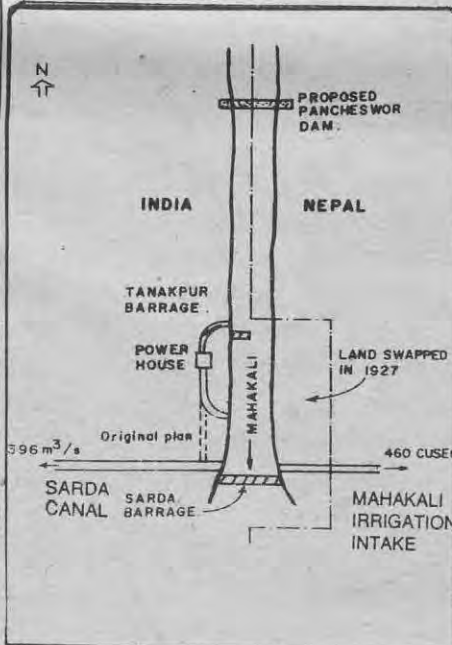 N
PROPOSED
PANCHESWOR
DAM.
INDIA
NEPAL
TANAKPUR
BARRAGE.
POWER
HOUSE
MAHAKALI
LAND SWAPPED
IN 1927
Original plan
396 m³/s
460 CUSE
SARDA
CANAL
SARDA
BARRAGE
MAHAKALI
IRRIGATION
INTAKE